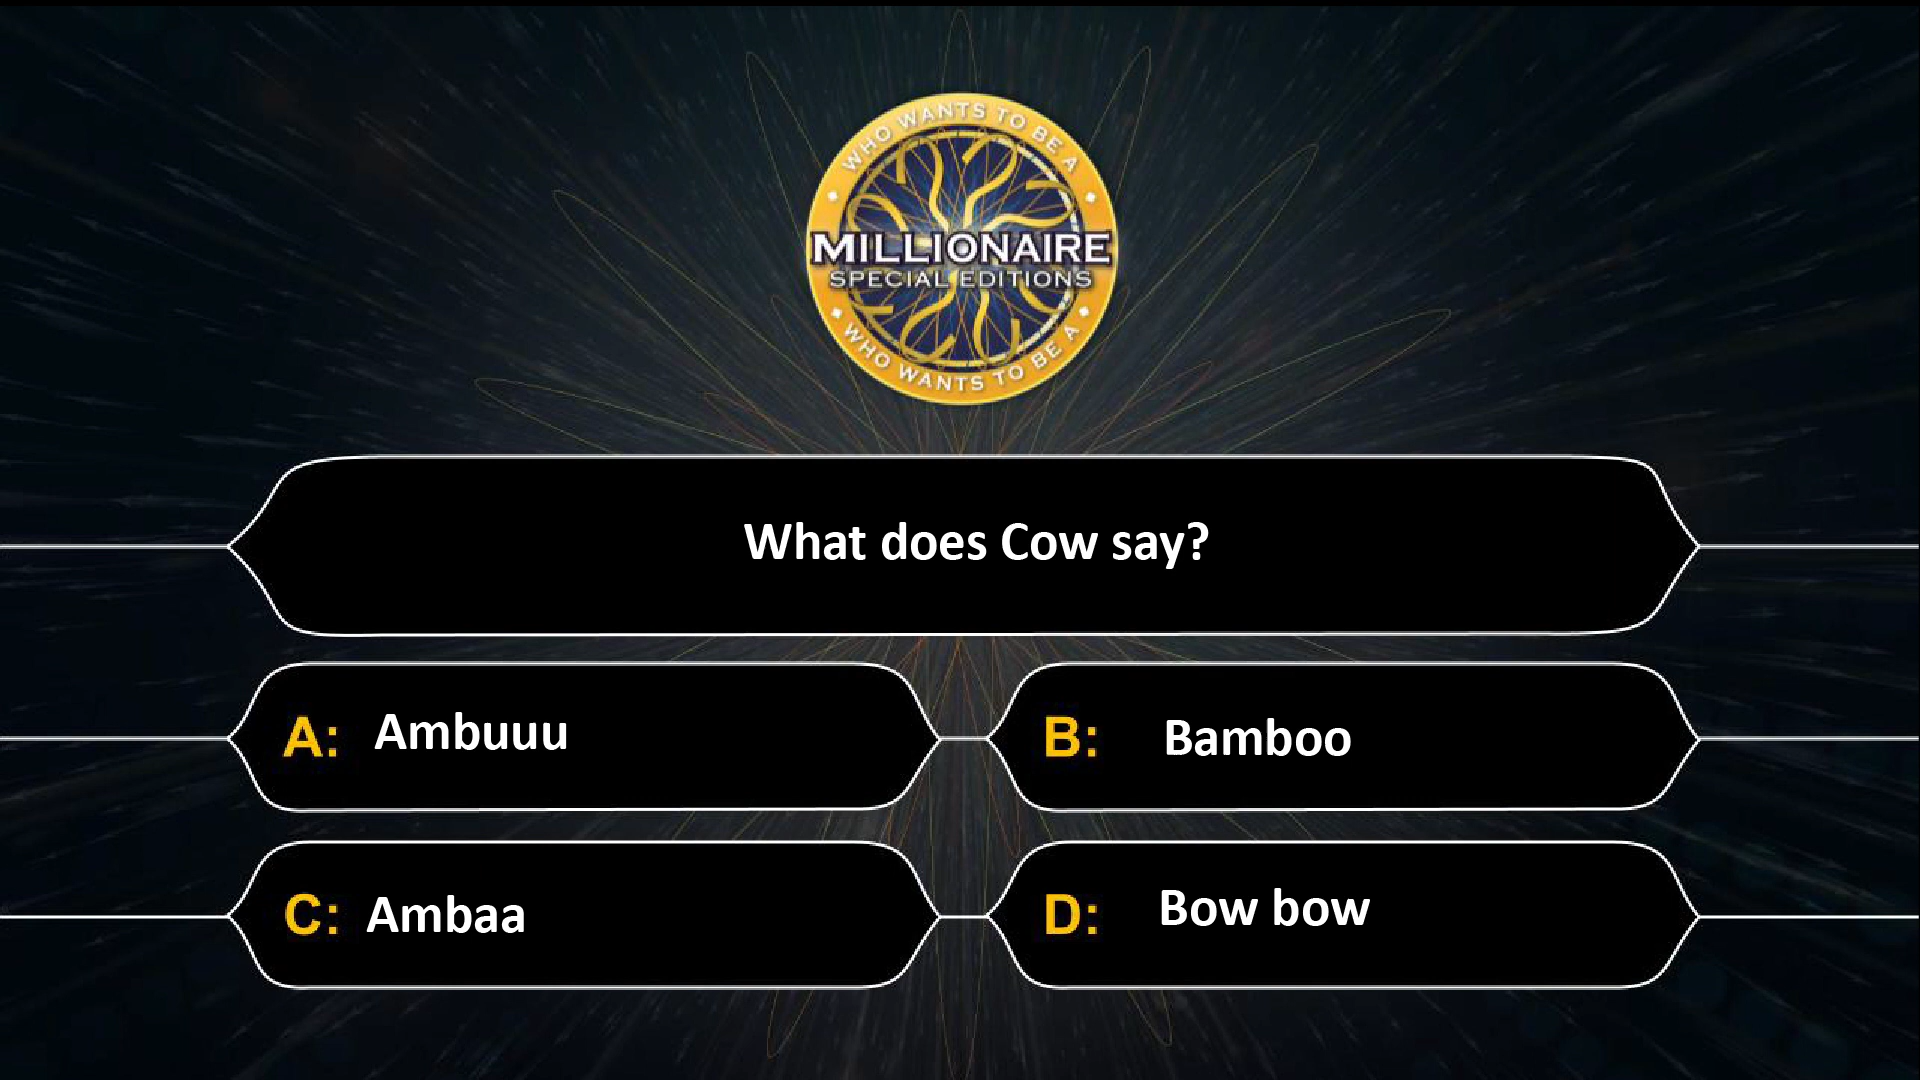 WHO WANTS TO BE A
MILLIONAIRE
SPECIAL EDITIONS
WHO WANTS TO BE A
What does Cow say?
A: Ambuuu
B: Bamboo
C: Ambaa
D: Bow bow